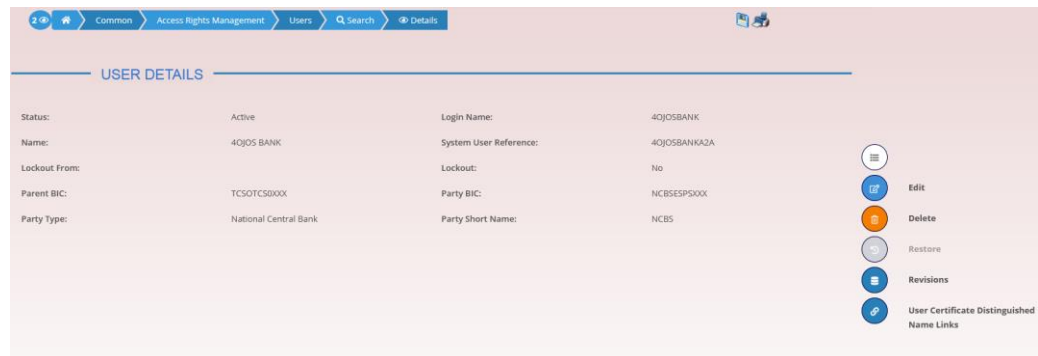 2 Common Access Rights Management Users Search Details
USER DETAILS
Status: Active Login Name: 4OJOSBANK
Name: 4OJOS BANK System User Reference: 4OJOSBANKA2A
Lockout From: Lockout: No
Parent BIC: TCSOTCS0XXX Party BIC: NCBSESPSXXX
Party Type: National Central Bank Party Short Name: NCBS
Edit
Delete
Restore
Revisions
User Certificate Distinguished
Name Links